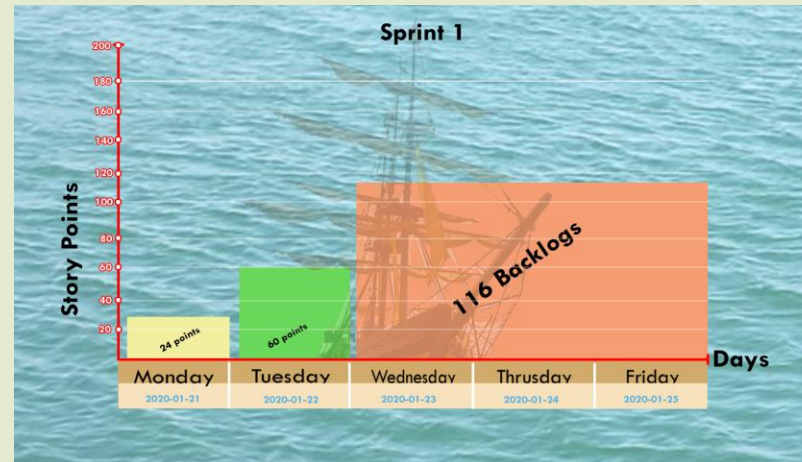 Sprint 1
Story Points
200
180
160
140
120
100
80
60
40
20
24 points
60 points
116 Backlogs
Days
Monday Tuesday Wednesday Thrusday Friday
2020-01-21 2020-01-22 2020-01-23 2020-01-24 2020-01-25